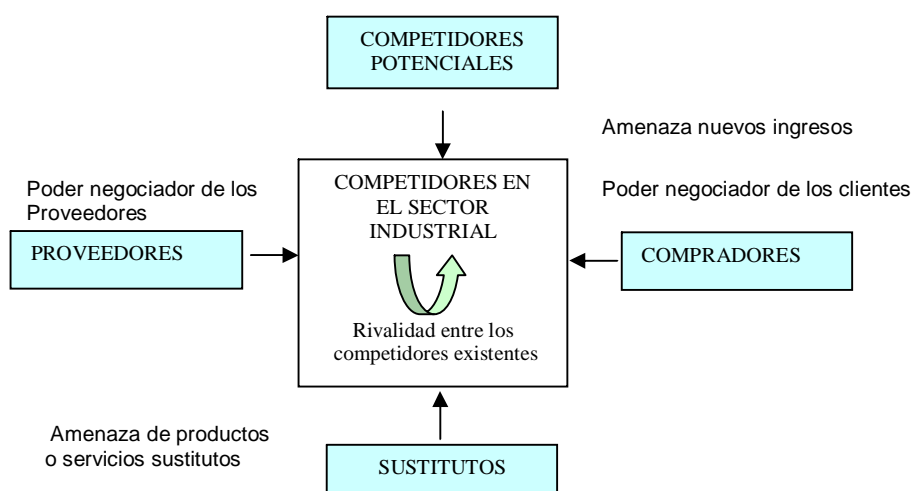 COMPETIDORES
POTENCIALES
Amenaza nuevos ingresos
Poder negociador de los
Proveedores
COMPETIDORES EN
EL SECTOR
INDUSTRIAL
Poder negociador de los clientes
PROVEEDORES
COMPRADORES
Rivalidad entre los
competidores existentes
Amenaza de productos
o servicios sustitutos
SUSTITUTOS